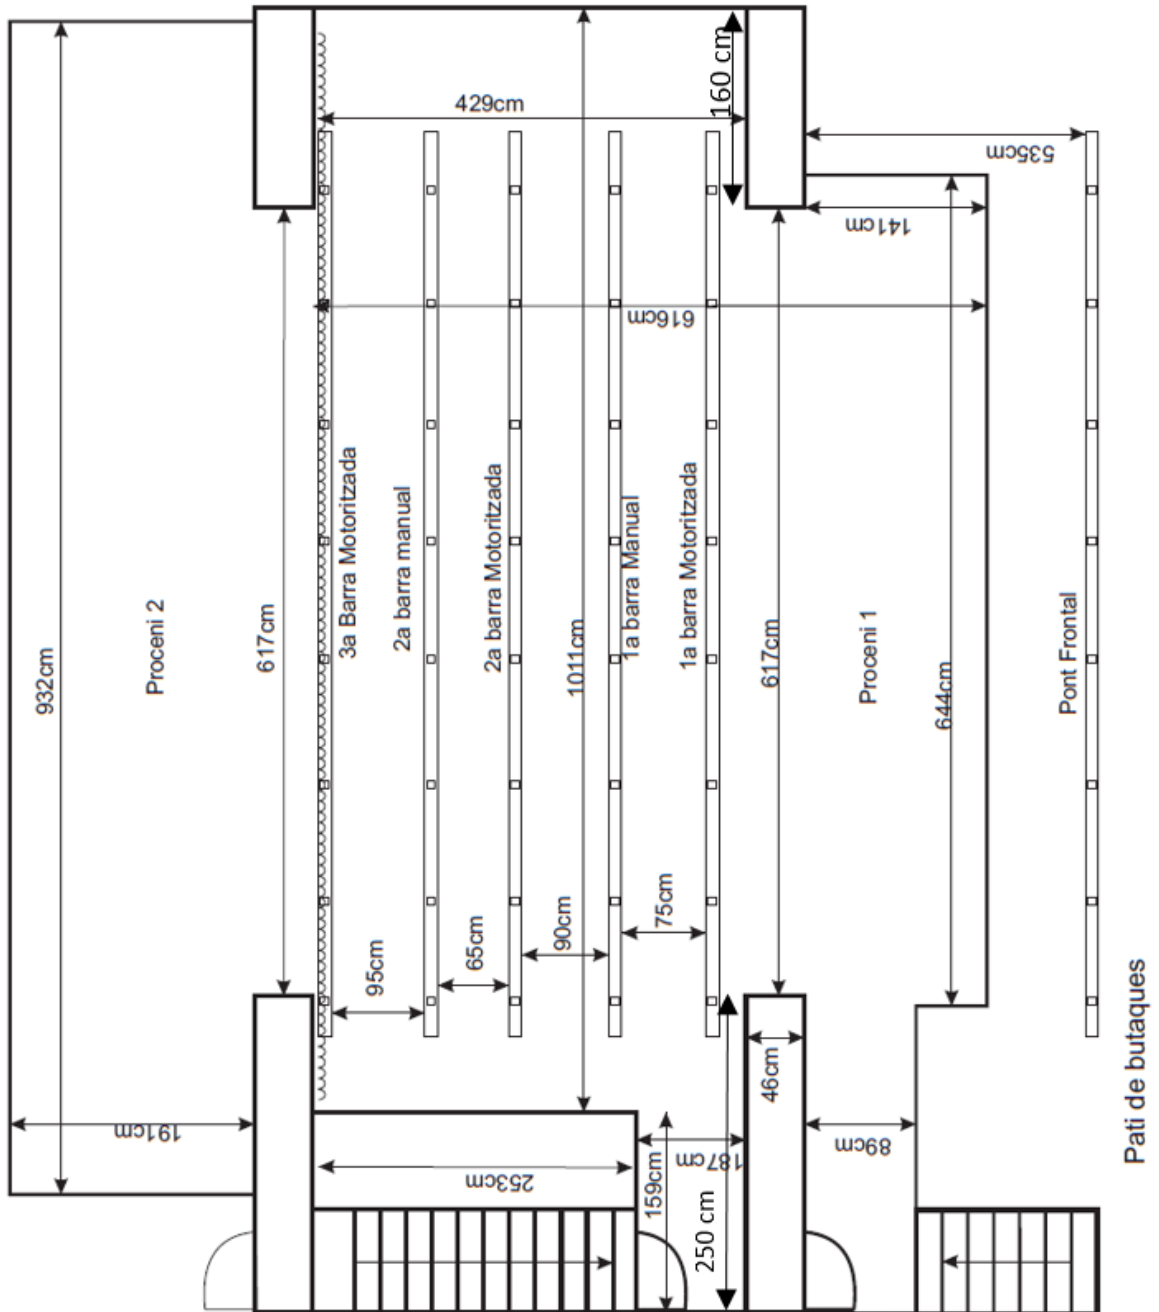 932cm
Proceni 2
191cm
617cm
3a Barra Motoritzada
2a barra manual
2a barra Motoritzada
1011cm
1a barra Manual
1a barra Motoritzada
429cm
160 cm
616cm
95cm
65cm
90cm
75cm
617cm
Proceni 1
644cm
535cm
141cm
Pont Frontal
46cm
89cm
187cm
159cm
253cm
250 cm
Pati de butaques